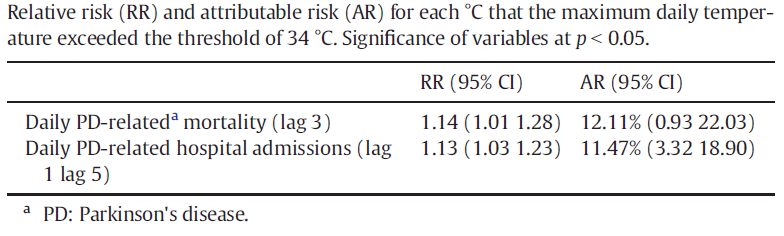 Relative risk (RR) and attributable risk (AR) for each °C that the maximum daily temper-
ature exceeded the threshold of 34 °C. Significance of variables at p < 0.05.
RR (95% CI) AR (95% CI)
Daily PD-relatedᵃ mortality (lag 3) 1.14 (1.01 1.28) 12.11% (0.93 22.03)
Daily PD-related hospital admissions (lag 1.13 (1.03 1.23) 11.47% (3.32 18.90)
1 lag 5)
ᵃ PD: Parkinson's disease.